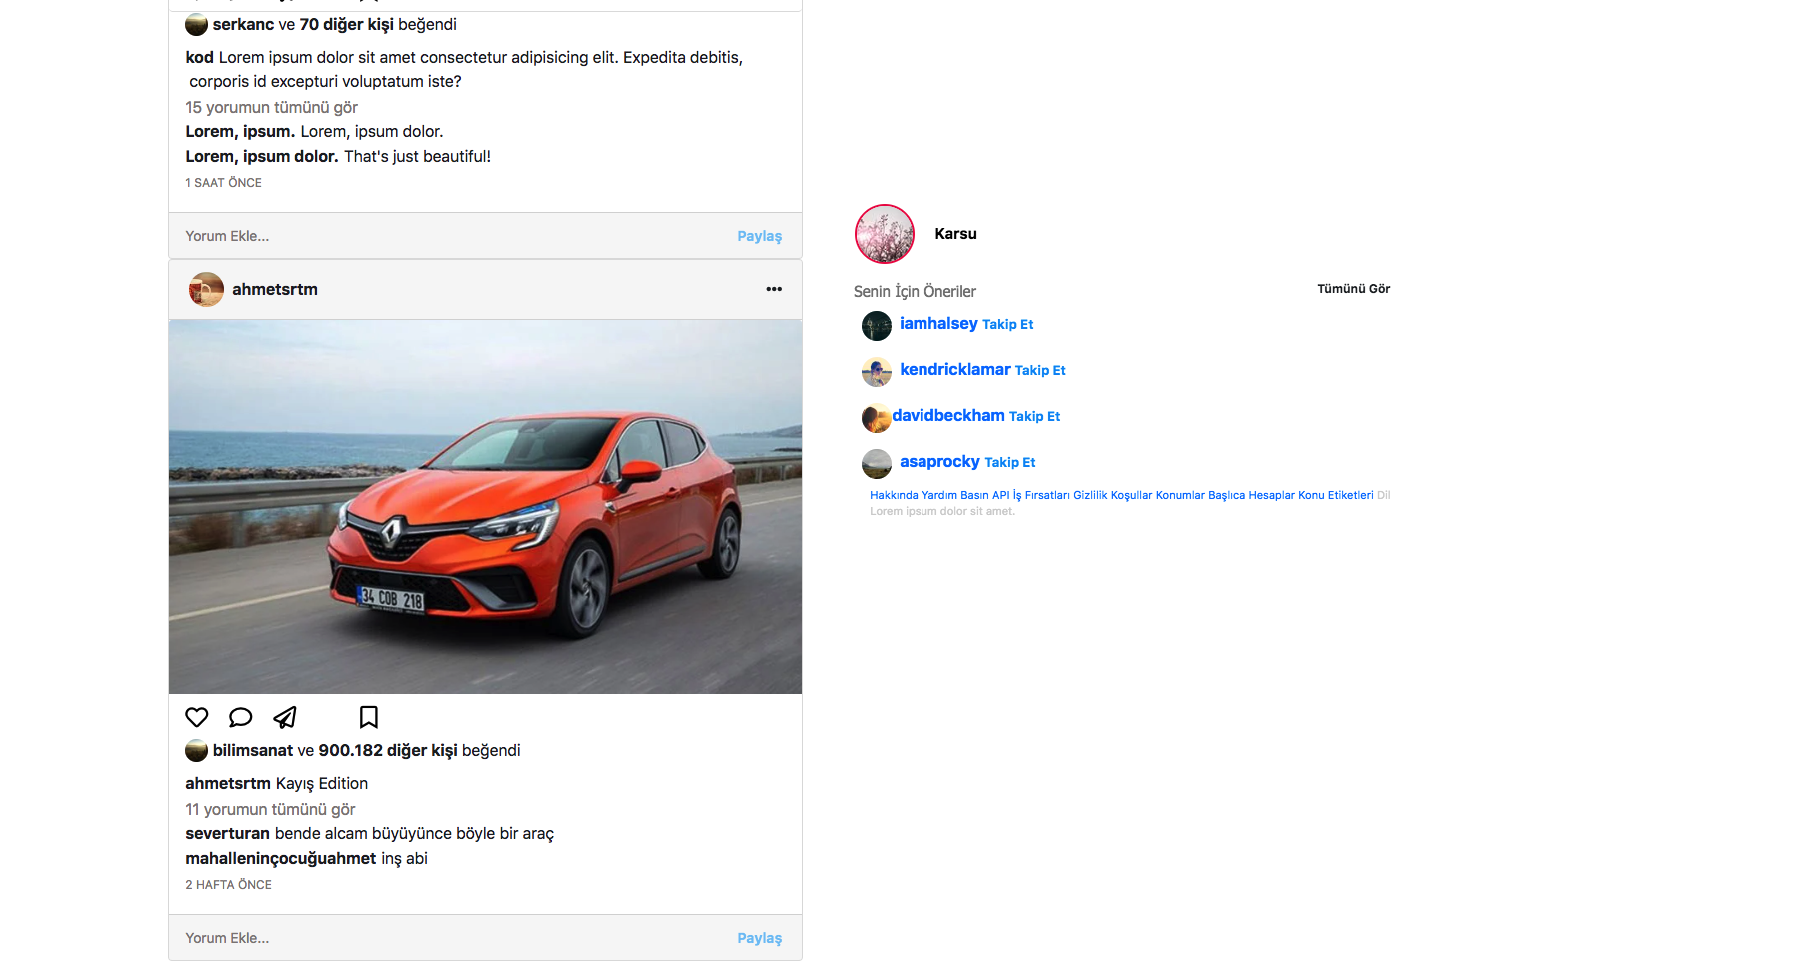 serkanc ve 70 diğer kişi beğendi
kod Lorem ipsum dolor sit amet consectetur adipisicing elit. Expedita debitis,
corporis id excepturi voluptatum iste?
15 yorumun tümünü gör
Lorem, ipsum. Lorem, ipsum dolor.
Lorem, ipsum dolor. That's just beautiful!
1 SAAT ÖNCE
Yorum Ekle... Paylaş
ahmetsrtm
34 COB 218
bilimsanat ve 900.182 diğer kişi beğendi
ahmetsrtm Kayış Edition
11 yorumun tümünü gör
severturan bende alcam büyüyünce böyle bir araç
mahalleninçocuğuahmet inş abi
2 HAFTA ÖNCE
Yorum Ekle... Paylaş
Karsu
Senin İçin Öneriler Tümünü Gör
iamhalsey Takip Et
kendricklamar Takip Et
davidbeckham Takip Et
asaprocky Takip Et
Hakkında Yardım Basın API İş Fırsatları Gizlilik Koşullar Konumlar Başlıca Hesaplar Konu Etiketleri Dil
Lorem ipsum dolor sit amet.